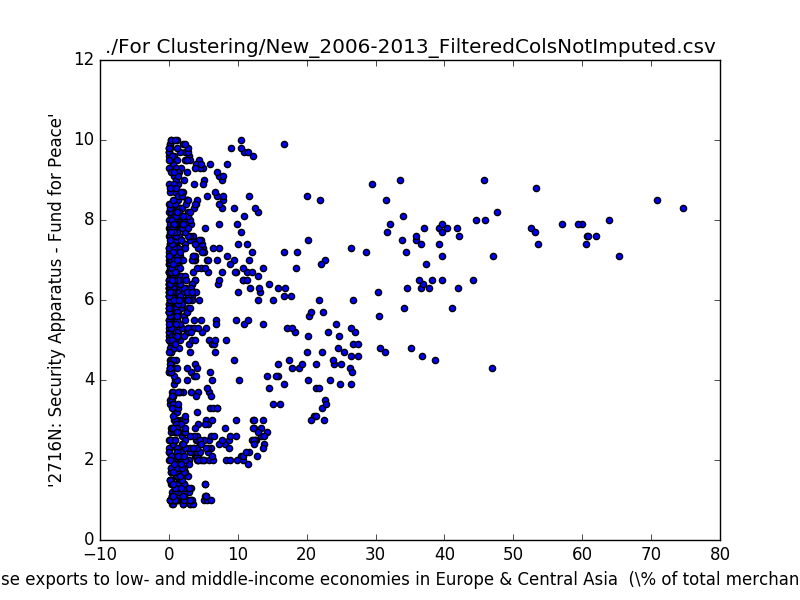 ./For Clustering/New_2006-2013_FilteredColsNotImputed.csv
12
10
8
6
4
2
0
'2716N: Security Apparatus - Fund for Peace'
−10 0 10 20 30 40 50 60 70 80
se exports to low- and middle-income economies in Europe & Central Asia (\% of total merchan